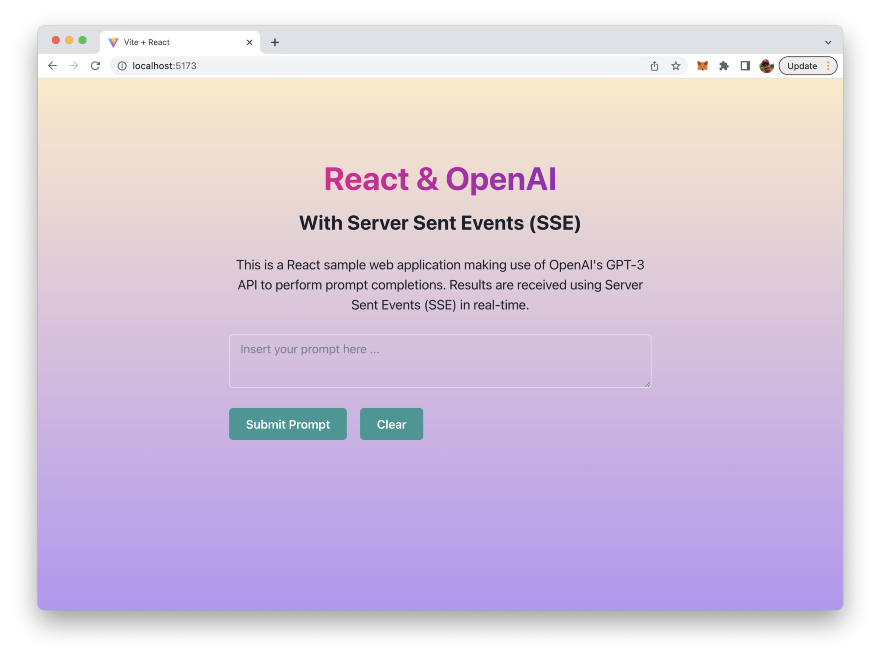 Vite + React
localhost:5173
Update
React & OpenAI
With Server Sent Events (SSE)
This is a React sample web application making use of OpenAI's GPT-3
API to perform prompt completions. Results are received using Server
Sent Events (SSE) in real-time.
Insert your prompt here ...
Submit Prompt Clear